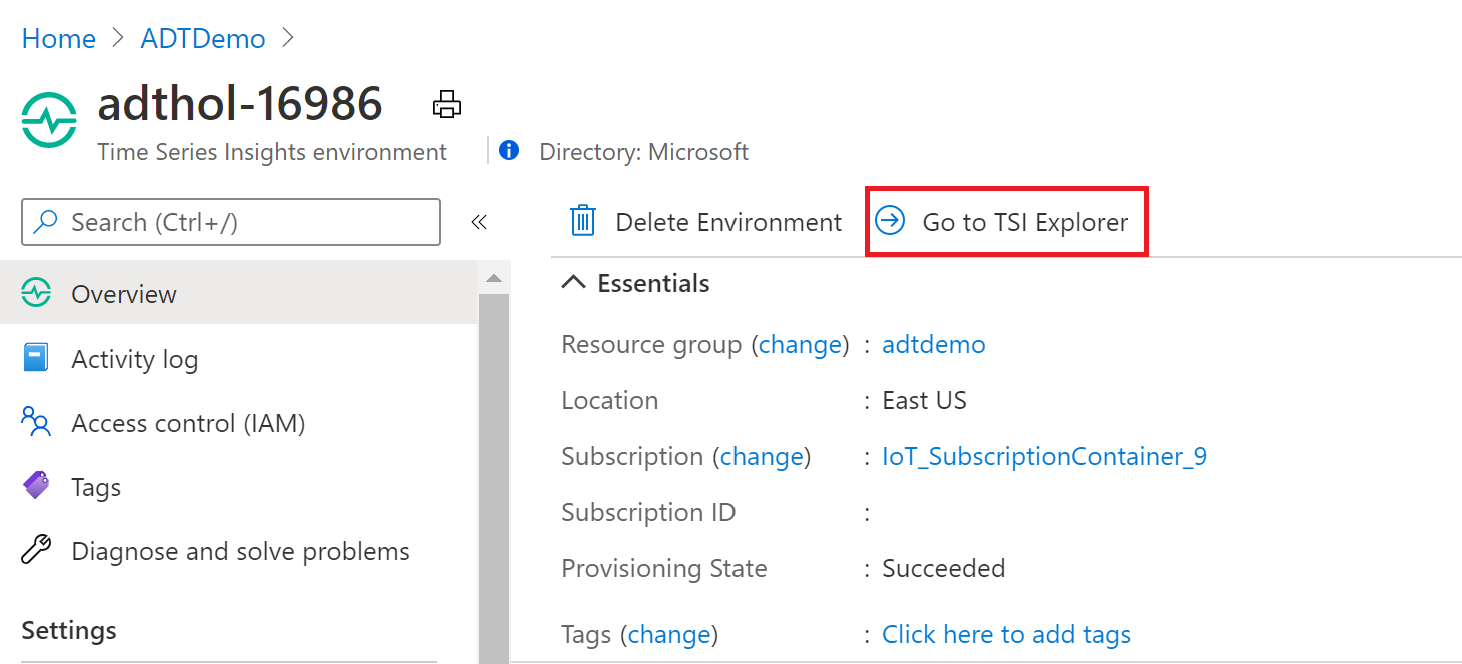 Home > ADTDemo >
adthol-16986
Time Series Insights environment
Directory: Microsoft
Search (Ctrl+/)
«
Overview
Activity log
Access control (IAM)
Tags
Diagnose and solve problems
Settings
Delete Environment
Go to TSI Explorer
Essentials
Resource group (change) : adtdemo
Location : East US
Subscription (change) : IoT_SubscriptionContainer_9
Subscription ID :
Provisioning State : Succeeded
Tags (change) : Click here to add tags